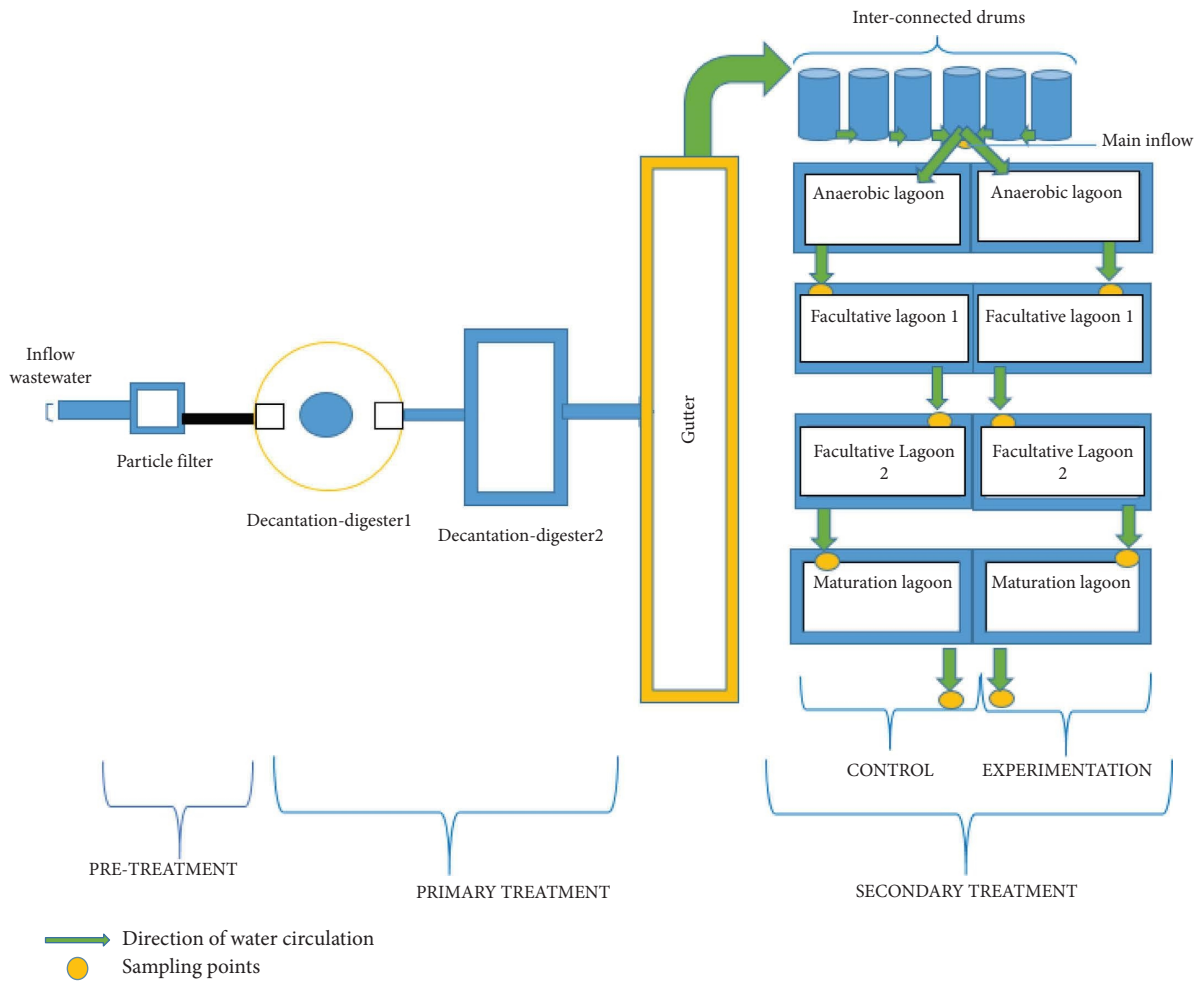 Inter-connected drums
Main inflow
Anaerobic lagoon
Anaerobic lagoon
Facultative lagoon 1
Facultative lagoon 1
Inflow
wastewater
Particle filter
Decantation-digester1
Decantation-digester2
Gutter
Facultative Lagoon
2
Facultative Lagoon
2
Maturation lagoon
Maturation lagoon
CONTROL
EXPERIMENTATION
PRE-TREATMENT
PRIMARY TREATMENT
SECONDARY TREATMENT
Direction of water circulation
Sampling points